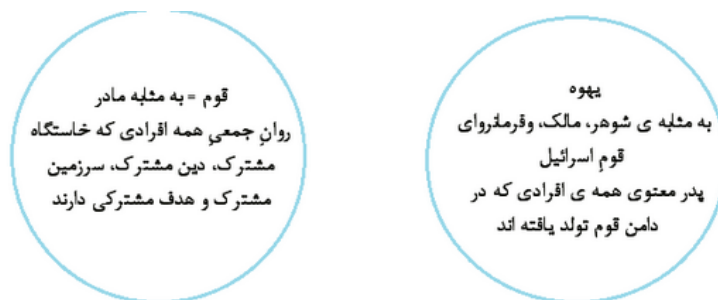 یهوه
به مثابه ی شوهر، مالک، وفرمانروای
قومِ اسرائیل
پدر معنوی همه ی افرادی که در
دامن قوم تولد یافته اند
قوم = به مثابه مادر
روانِ جمعیِ همه افرادی که خاستگاه
مشترک، دین مشترک، سرزمین
مشترک و هدف مشترکی دارند